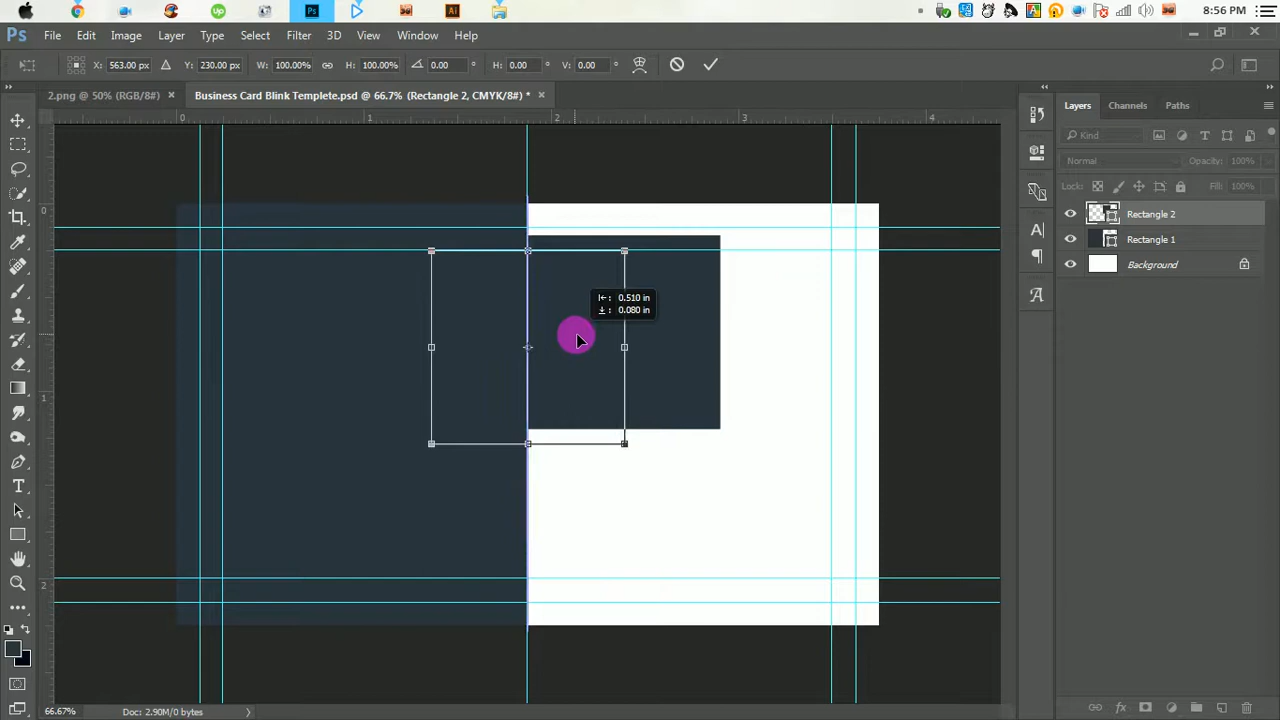 Up
Ps
Ai
A
8:56 PM
Ps File Edit Image Layer Type Select Filter 3D View Window Help
X: 563.00 px Y: 230.00 px W: 100.00% H: 100.00% 0.00 ° H: 0.00 ° V: 0.00 °
2.png @ 50% (RGB/8#) × Business Card Blink Templete.psd @ 66.7% (Rectangle 2, CMYK/8#) * ×
0 1 2 3 4
0
1
2
0.510 in
0.080 in
Layers Channels Paths
Kind
Normal Opacity: 100%
Lock: Fill: 100%
Rectangle 2
Rectangle 1
Background
66.67% Doc: 2.90M/0 bytes